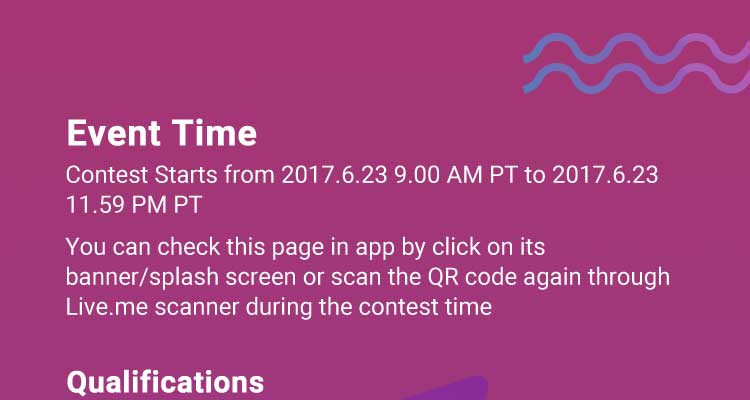 Event Time
Contest Starts from 2017.6.23 9.00 AM PT to 2017.6.23
11.59 PM PT
You can check this page in app by click on its
banner/splash screen or scan the QR code again through
Live.me scanner during the contest time
Qualifications